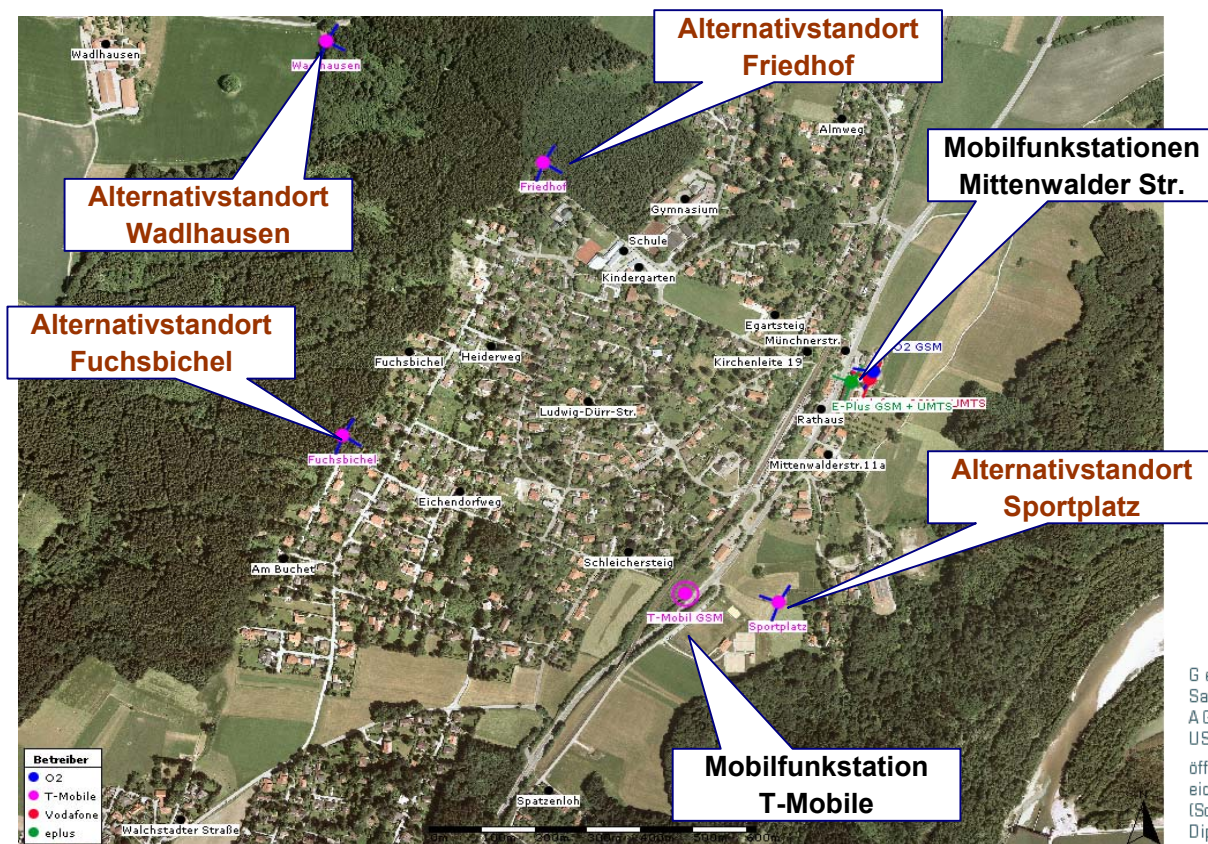 Alternativstandort
Friedhof
Wadlhausen
Almweg
Mobilfunkstationen
Mittenwalder Str.
Alternativstandort
Wadlhausen
Friedhof
Gymnasium
Schule
Kindergarten
Alternativstandort
Fuchsbichel
Egartsteig
Münchnerstr.
Fuchsbichel
Heiderweg
Kirchenleite 19
O2 GSM
E-Plus GSM + UMTS
UMTS
Ludwig-Dürr-Str.
Rathaus
Fuchsbichel
Mittenwalderstr.11a
Alternativstandort
Sportplatz
Eichendorfweg
Schleichersteig
Am Buchet
T-Mobil GSM
Sportplatz
Mobilfunkstation
T-Mobile
Betreiber
O2
T-Mobile
Vodafone
eplus
Spatzenloh
Walchstadter Straße